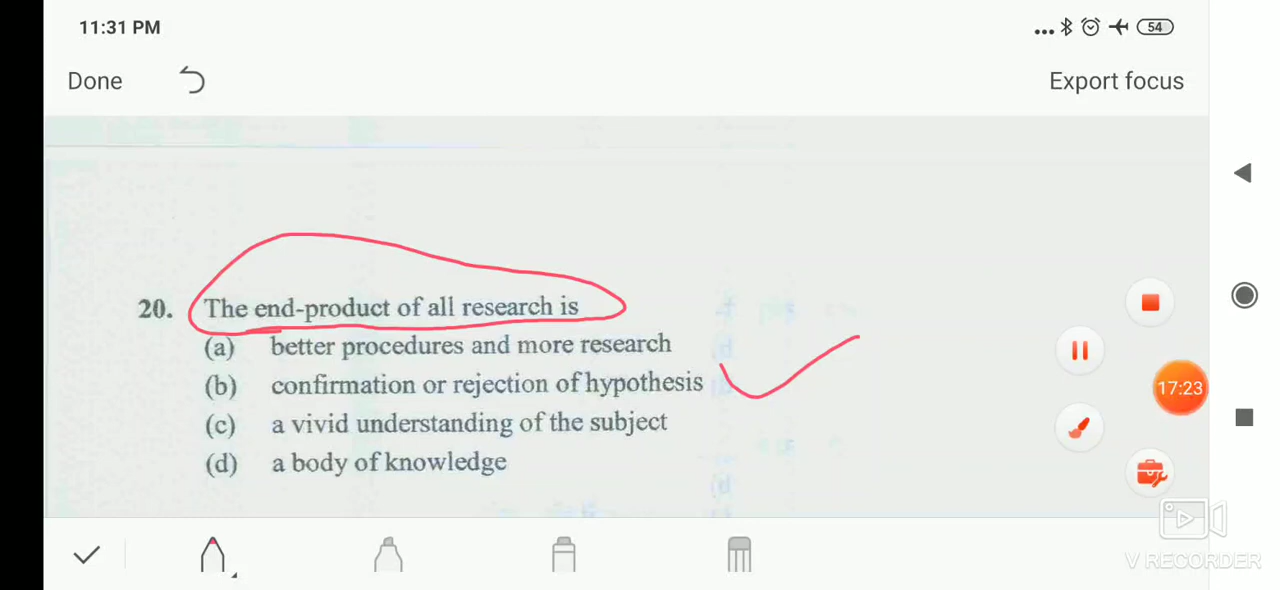 11:31 PM
54
Done
Export focus
20. The end-product of all research is
(a) better procedures and more research
(b) confirmation or rejection of hypothesis
(c) a vivid understanding of the subject
(d) a body of knowledge
17:23
V RECORDER